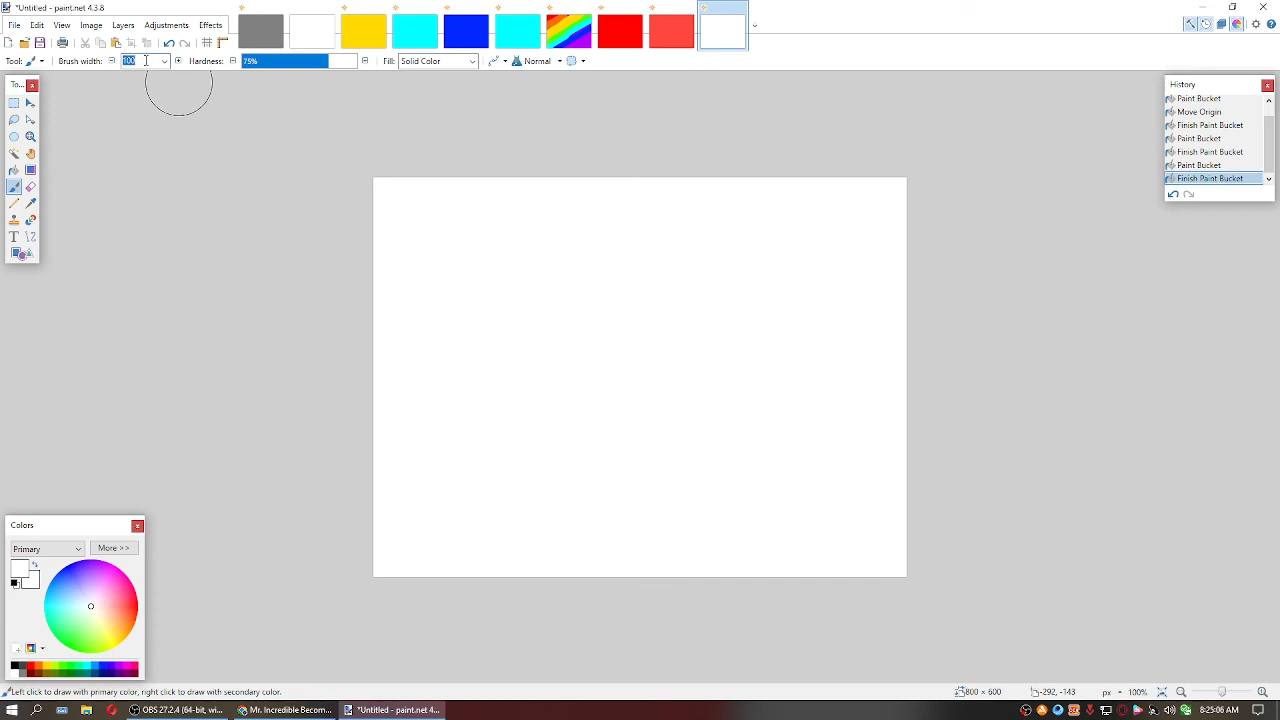 *Untitled - paint.net 4.3.8
File Edit View Image Layers Adjustments Effects
Tool: Brush width: 100 Hardness: 75% Fill: Solid Color Normal
To...
History
Paint Bucket
Move Origin
Finish Paint Bucket
Paint Bucket
Finish Paint Bucket
Paint Bucket
Finish Paint Bucket
Colors
Primary More >>
Left click to draw with primary color, right click to draw with secondary color. 800 x 600 -292, -143 px 100%
OBS 27.2.4 (64-bit, wi... Mr. Incredible Becom... *Untitled - paint.net 4... 8:25:06 AM